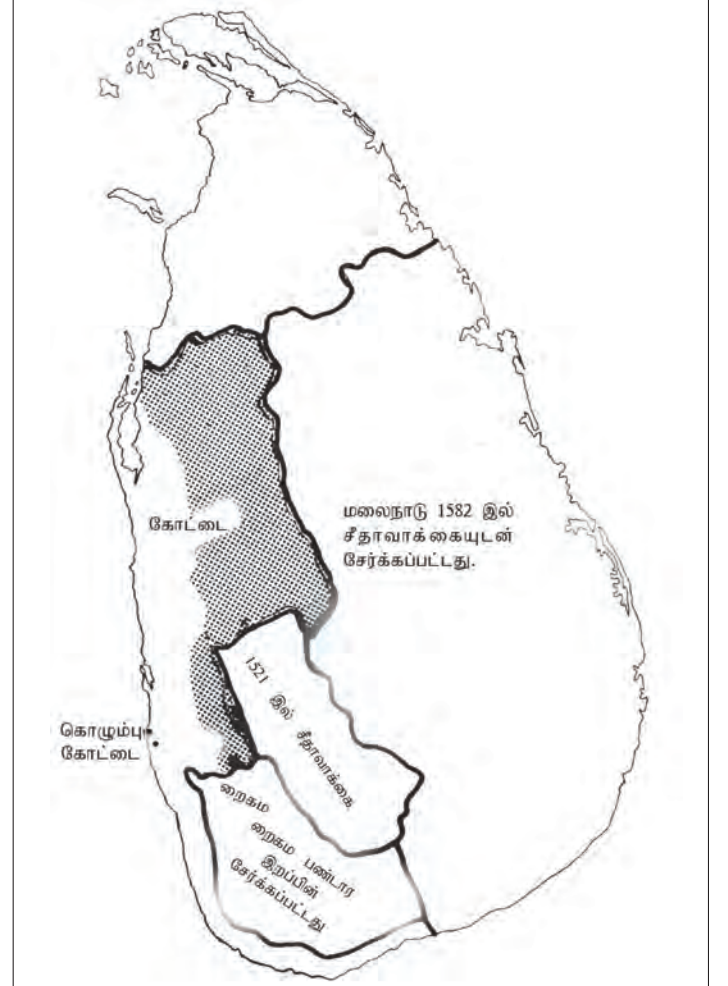 கோட்டை
மலைநாடு 1582 இல்
சீதாவாக்கையுடன்
சேர்க்கப்பட்டது.
1521 இல் சீதாவாக்கை
கொழும்பு
கோட்டை
றைகம
றைகம பண்டார
இறப்பின்
சேர்க்கப்பட்டது